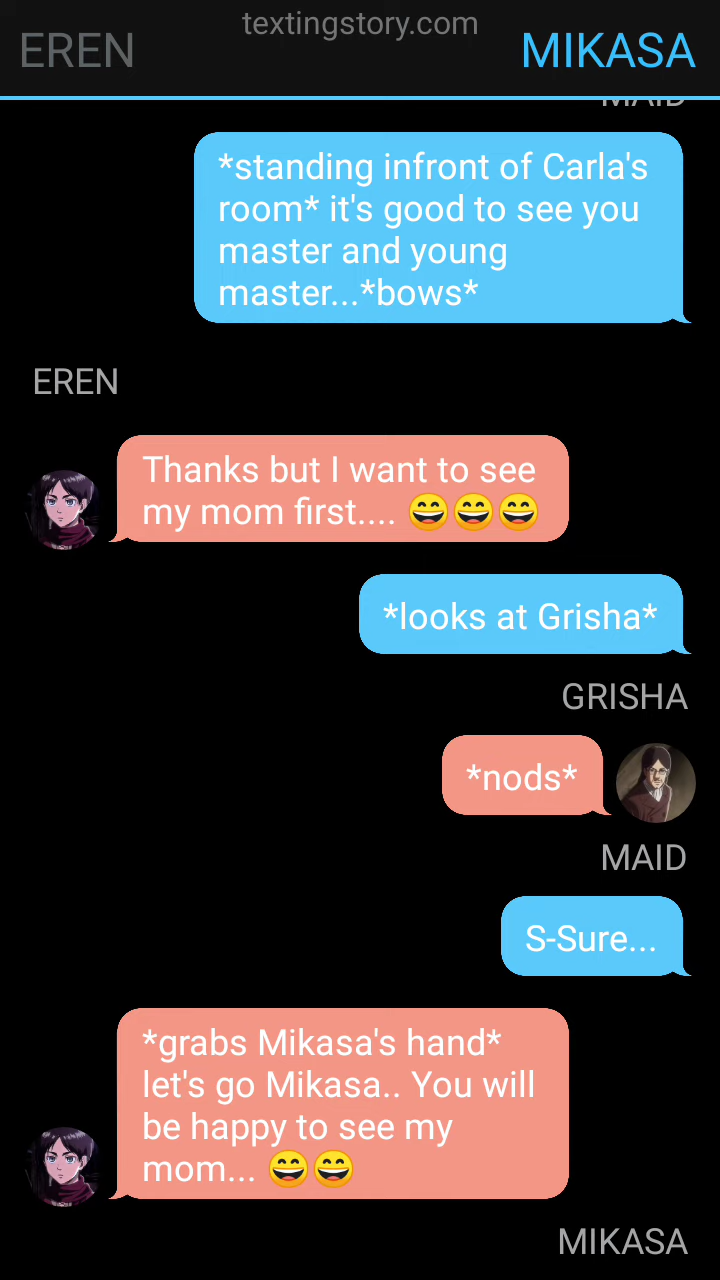 textingstory.com
EREN
MIKASA
MAID
*standing infront of Carla's
room* it's good to see you
master and young
master...*bows*
EREN
Thanks but I want to see
my mom first.... 😄😄😄
*looks at Grisha*
GRISHA
*nods*
MAID
S-Sure...
*grabs Mikasa's hand*
let's go Mikasa.. You will
be happy to see my
mom... 😄😄
MIKASA